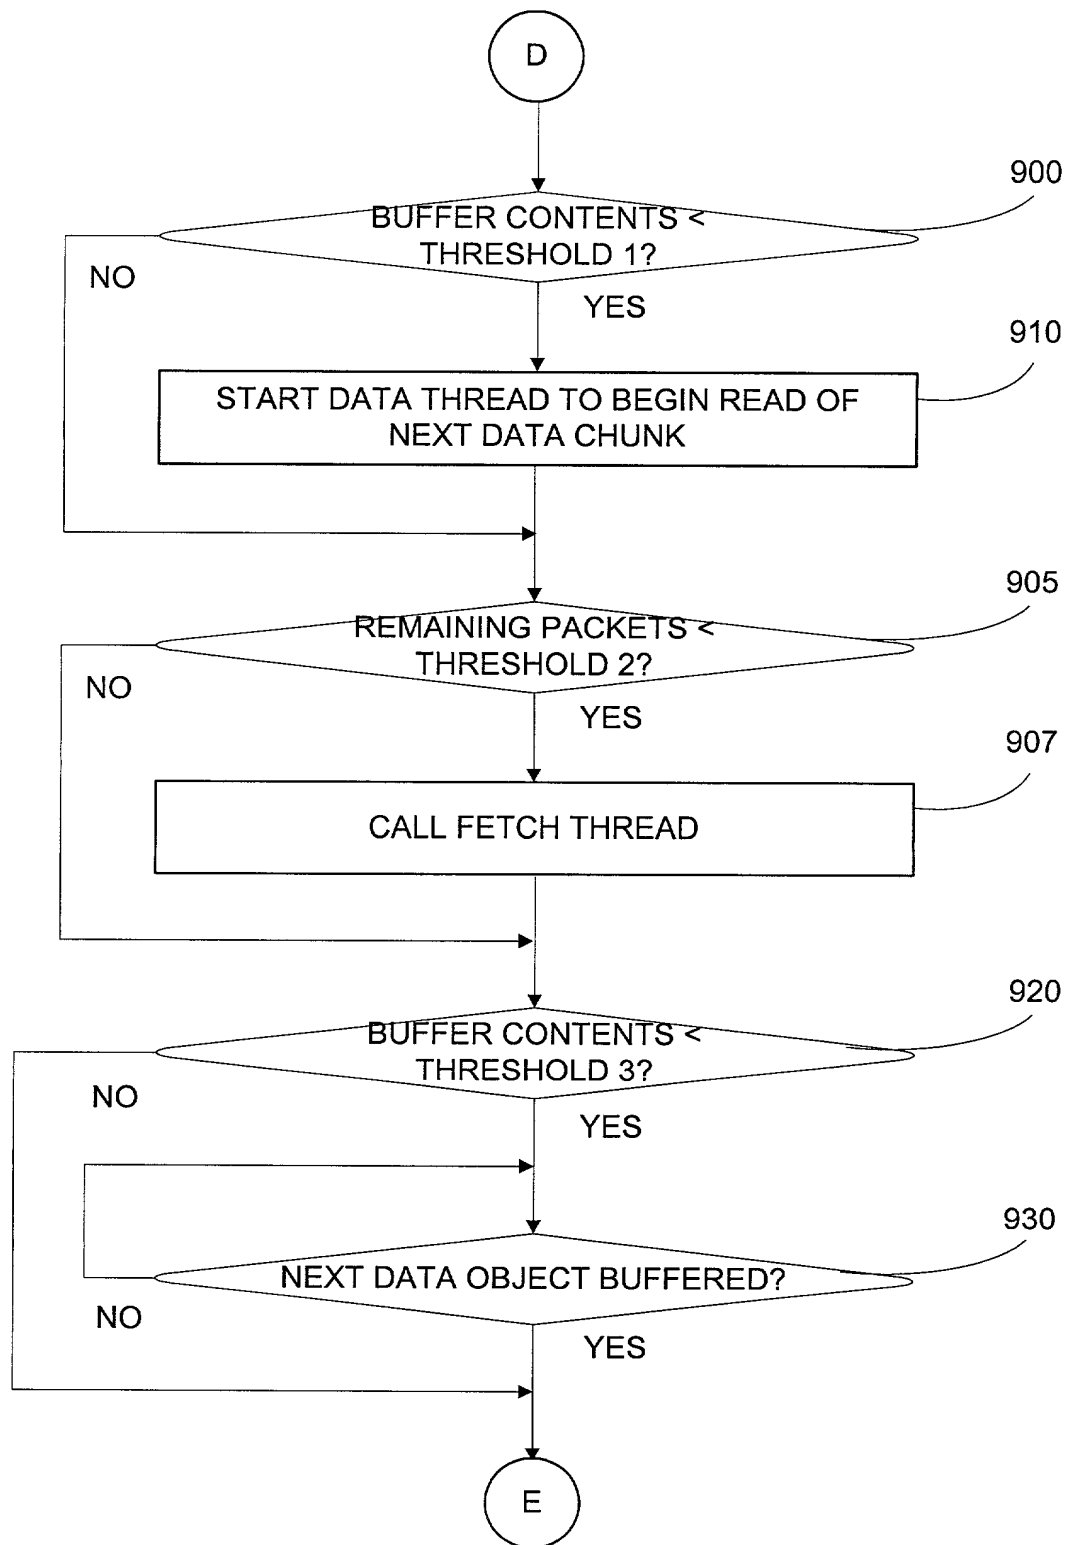 D
900
BUFFER CONTENTS <
THRESHOLD 1?
NO
YES
910
START DATA THREAD TO BEGIN READ OF
NEXT DATA CHUNK
905
REMAINING PACKETS <
THRESHOLD 2?
NO
YES
907
CALL FETCH THREAD
920
BUFFER CONTENTS <
THRESHOLD 3?
NO
YES
930
NEXT DATA OBJECT BUFFERED?
NO
YES
E